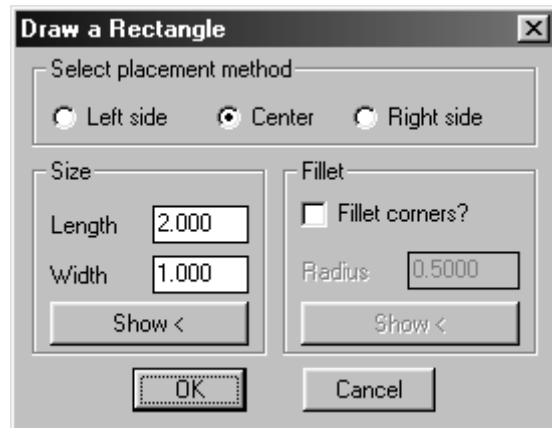 Draw a Rectangle
Select placement method
Left side Center Right side
Size
Length 2.000
Width 1.000
Show <
Fillet
Fillet corners?
Radius 0.5000
Show <
OK Cancel